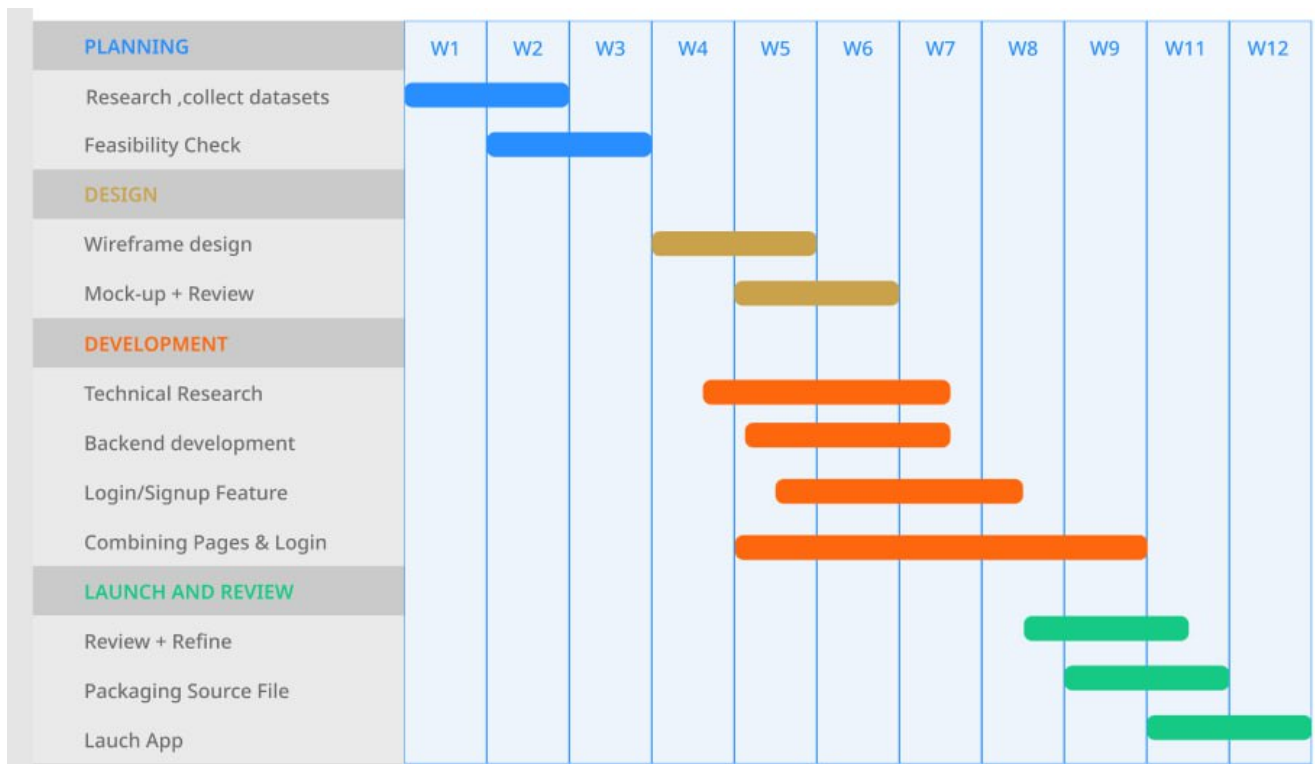 PLANNING W1 W2 W3 W4 W5 W6 W7 W8 W9 W11 W12
Research ,collect datasets
Feasibility Check
DESIGN
Wireframe design
Mock-up + Review
DEVELOPMENT
Technical Research
Backend development
Login/Signup Feature
Combining Pages & Login
LAUNCH AND REVIEW
Review + Refine
Packaging Source File
Lauch App